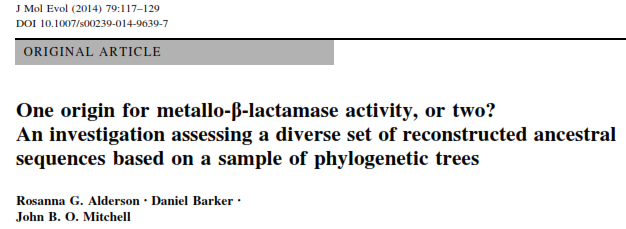 J Mol Evol (2014) 79:117–129
DOI 10.1007/s00239-014-9639-7
ORIGINAL ARTICLE
One origin for metallo-β-lactamase activity, or two?
An investigation assessing a diverse set of reconstructed ancestral
sequences based on a sample of phylogenetic trees
Rosanna G. Alderson · Daniel Barker ·
John B. O. Mitchell